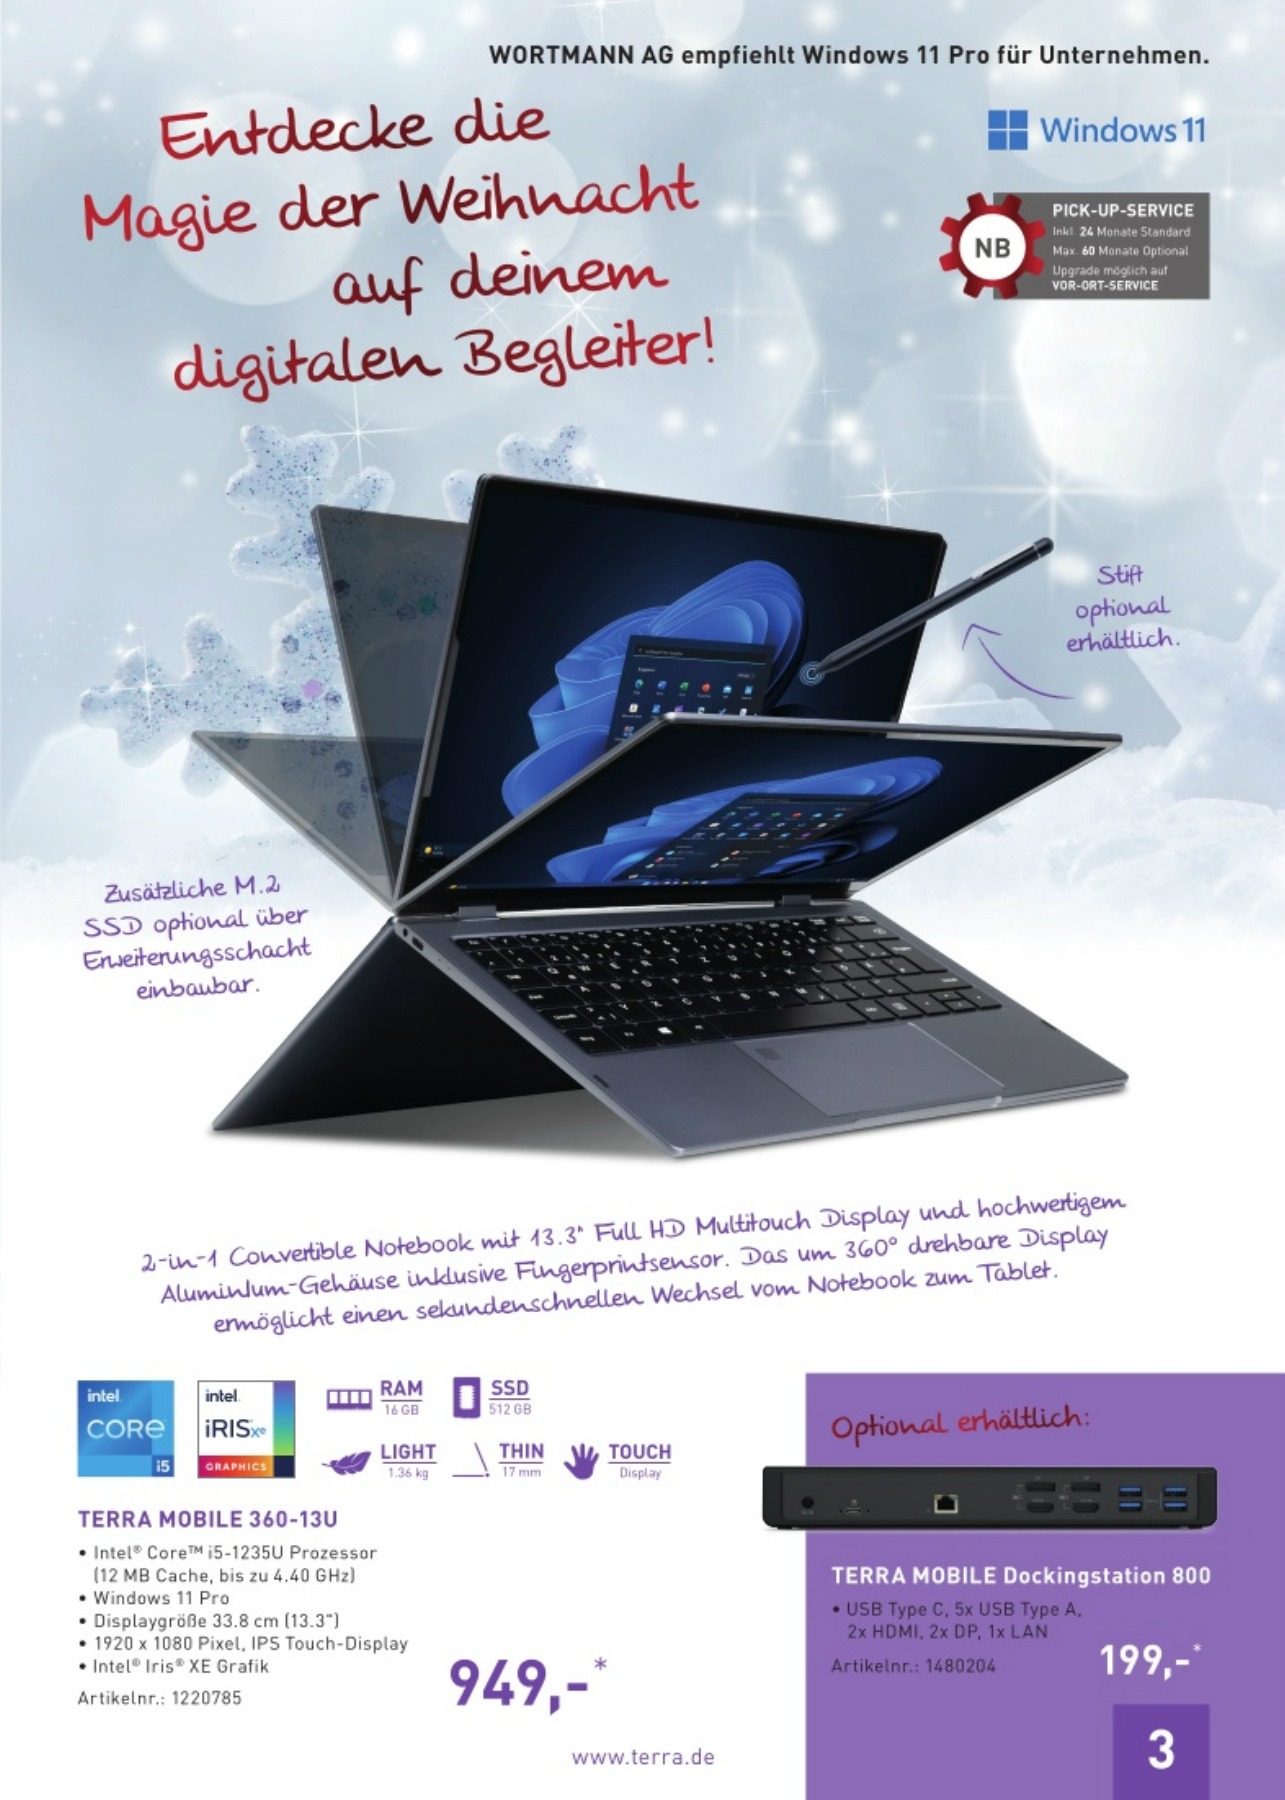 WORTMANN AG empfiehlt Windows 11 Pro für Unternehmen.
Entdecke die
Magie der Weihnacht
auf deinem
digitalen Begleiter!
Windows 11
NB
PICK-UP-SERVICE
Inkl. 24 Monate Standard
Max. 60 Monate Optional
Upgrade möglich auf
VOR-ORT-SERVICE
Stift
optional
erhältlich.
Zusätzliche M.2
SSD optional über
Erweiterungsschacht
einbaubar.
2-in-1 Convertible Notebook mit 13.3" Full HD Multitouch Display und hochwertigem
Aluminium-Gehäuse inklusive Fingerprintsensor. Das um 360° drehbare Display
ermöglicht einen sekundenschnellen Wechsel vom Notebook zum Tablet.
intel.
CORE
i5
intel.
iRISxe
GRAPHICS
RAM
16 GB
SSD
512 GB
LIGHT
1.36 kg
THIN
17 mm
TOUCH
Display
TERRA MOBILE 360-13U
• Intel® Core™ i5-1235U Prozessor
(12 MB Cache, bis zu 4.40 GHz)
• Windows 11 Pro
• Displaygröße 33.8 cm (13.3")
• 1920 x 1080 Pixel, IPS Touch-Display
• Intel® Iris® XE Grafik
Artikelnr.: 1220785
949,-*
Optional erhältlich:
TERRA MOBILE Dockingstation 800
• USB Type C, 5x USB Type A,
2x HDMI, 2x DP, 1x LAN
Artikelnr.: 1480204
199,-*
www.terra.de
3